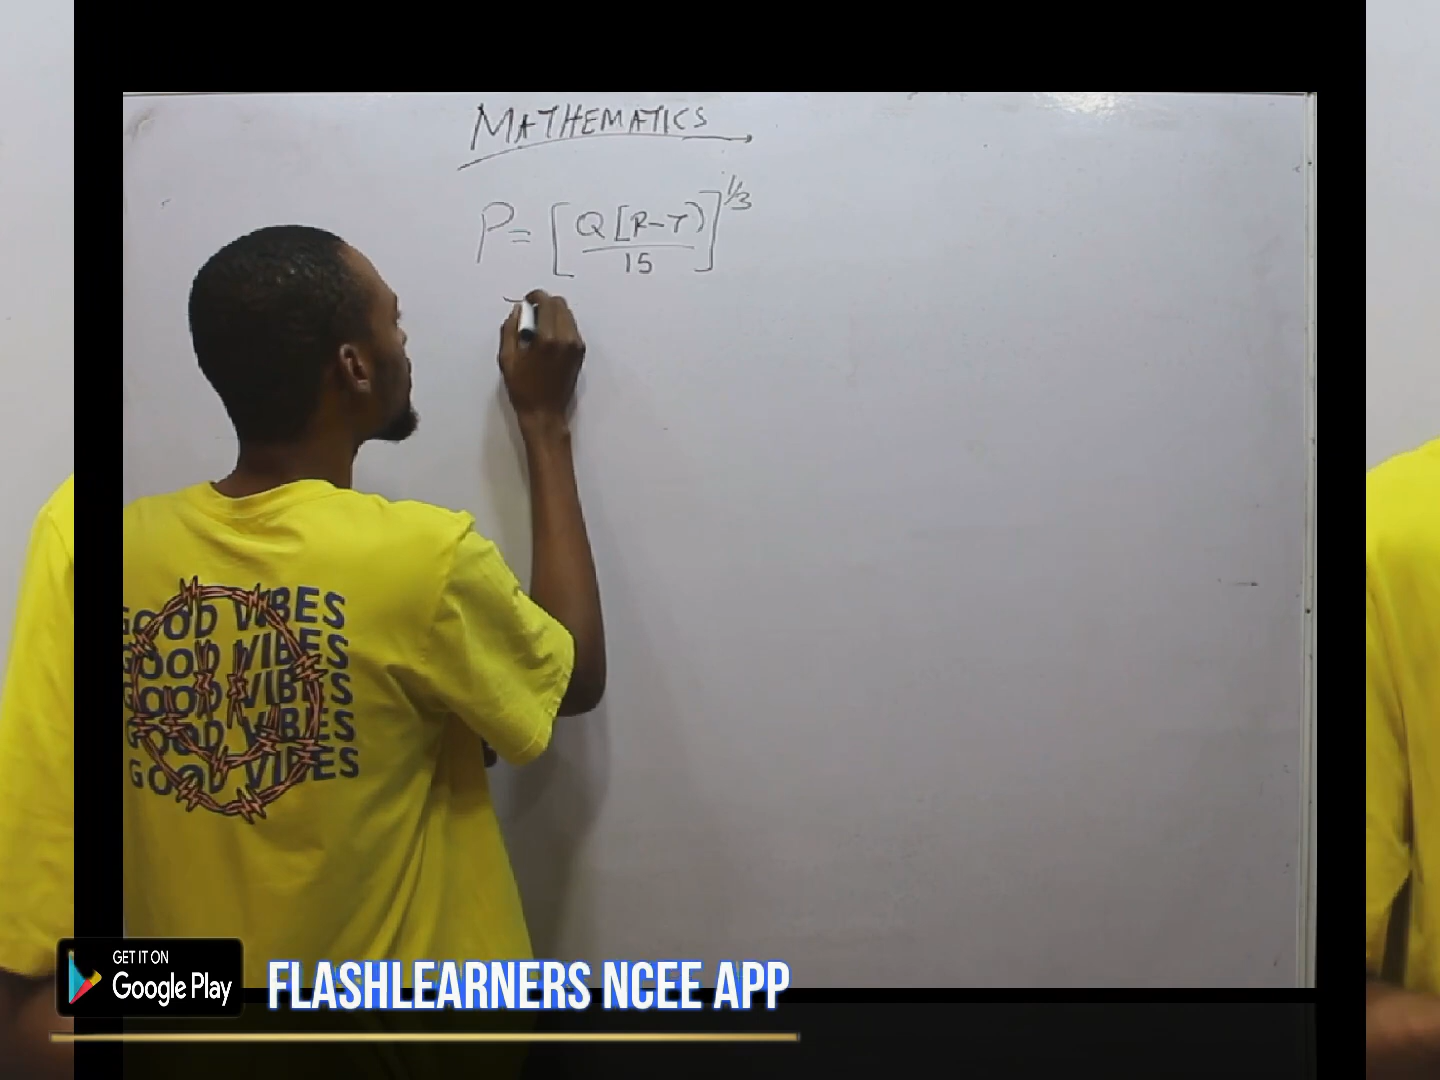 MATHEMATICS
P = [Q[R-T)/15]^1/3
GOOD VIBES
GOOD VIBES
GOOD VIBES
GOOD VIBES
GOOD VIBES
GET IT ON
Google Play
FLASHLEARNERS NCEE APP